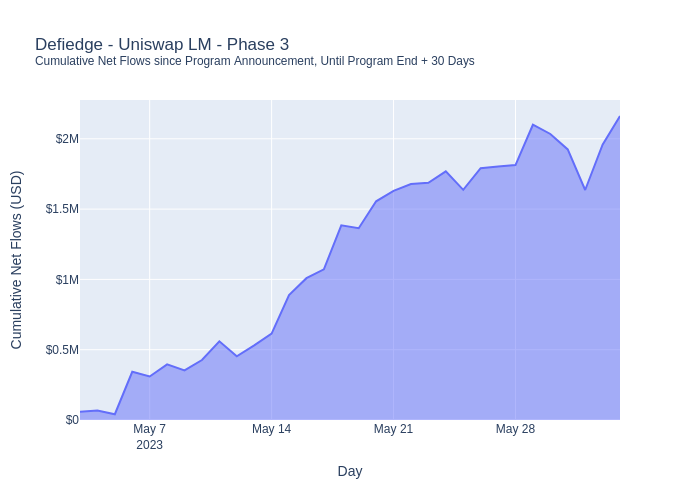 Defiedge - Uniswap LM - Phase 3
Cumulative Net Flows since Program Announcement, Until Program End + 30 Days
Cumulative Net Flows (USD)
$2M
$1.5M
$1M
$0.5M
$0
May 7
2023
May 14
May 21
May 28
Day